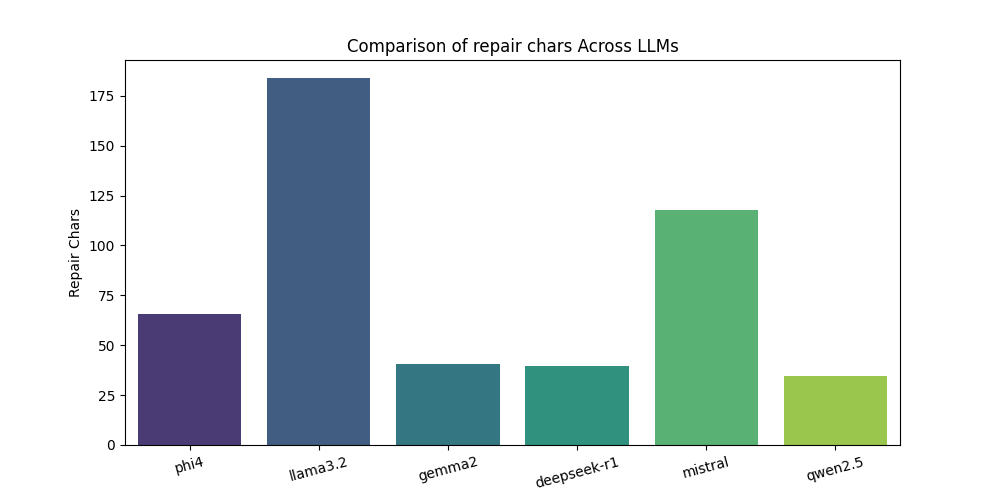 Comparison of repair chars Across LLMs
Repair Chars
175
150
125
100
75
50
25
0
phi4
llama3.2
gemma2
deepseek-r1
mistral
qwen2.5